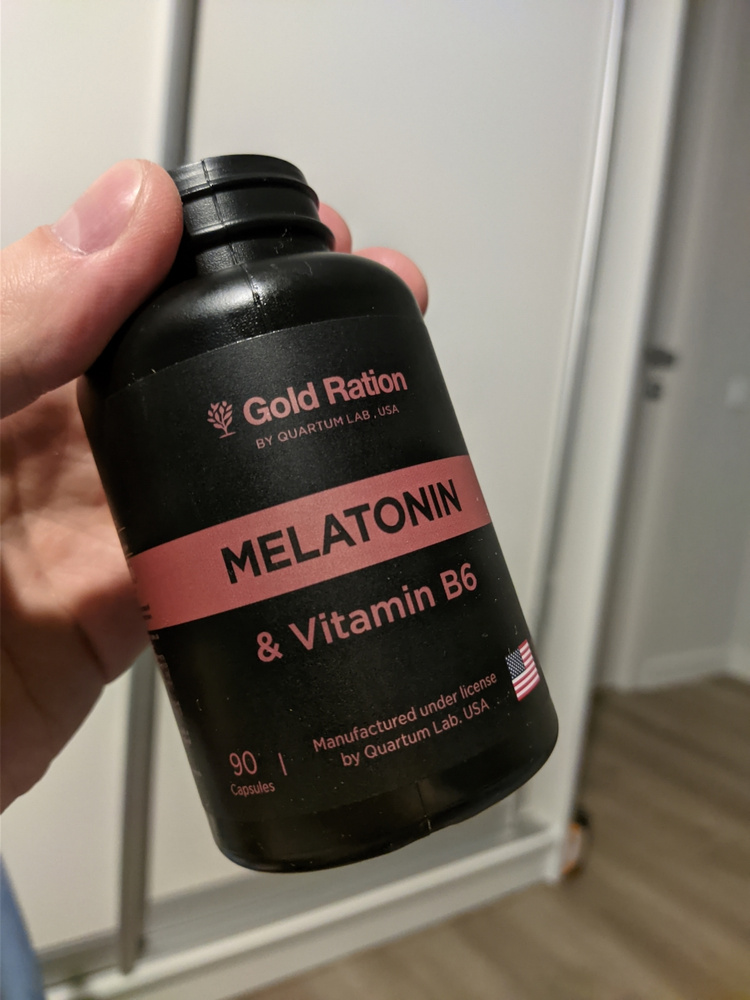 Gold Ration
BY QUARTUM LAB , USA
MELATONIN
& Vitamin B6
90
Capsules
Manufactured under license
by Quartum Lab. USA